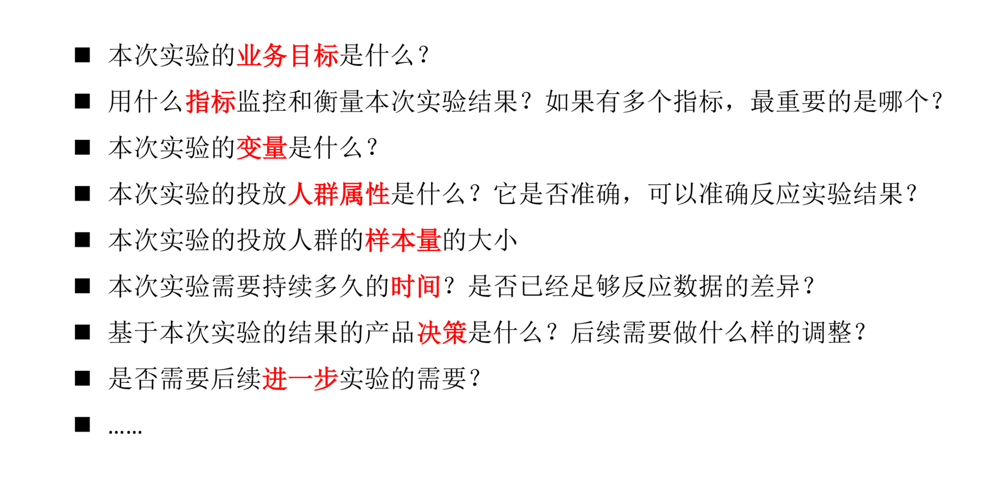 ■ 本次实验的业务目标是什么？
■ 用什么指标监控和衡量本次实验结果？如果有多个指标，最重要的是哪个？
■ 本次实验的变量是什么？
■ 本次实验的投放人群属性是什么？它是否准确，可以准确反应实验结果？
■ 本次实验的投放人群的样本量的大小
■ 本次实验需要持续多久的时间？是否已经足够反应数据的差异？
■ 基于本次实验的结果的产品决策是什么？后续需要做什么样的调整？
■ 是否需要后续进一步实验的需要？
■ ……